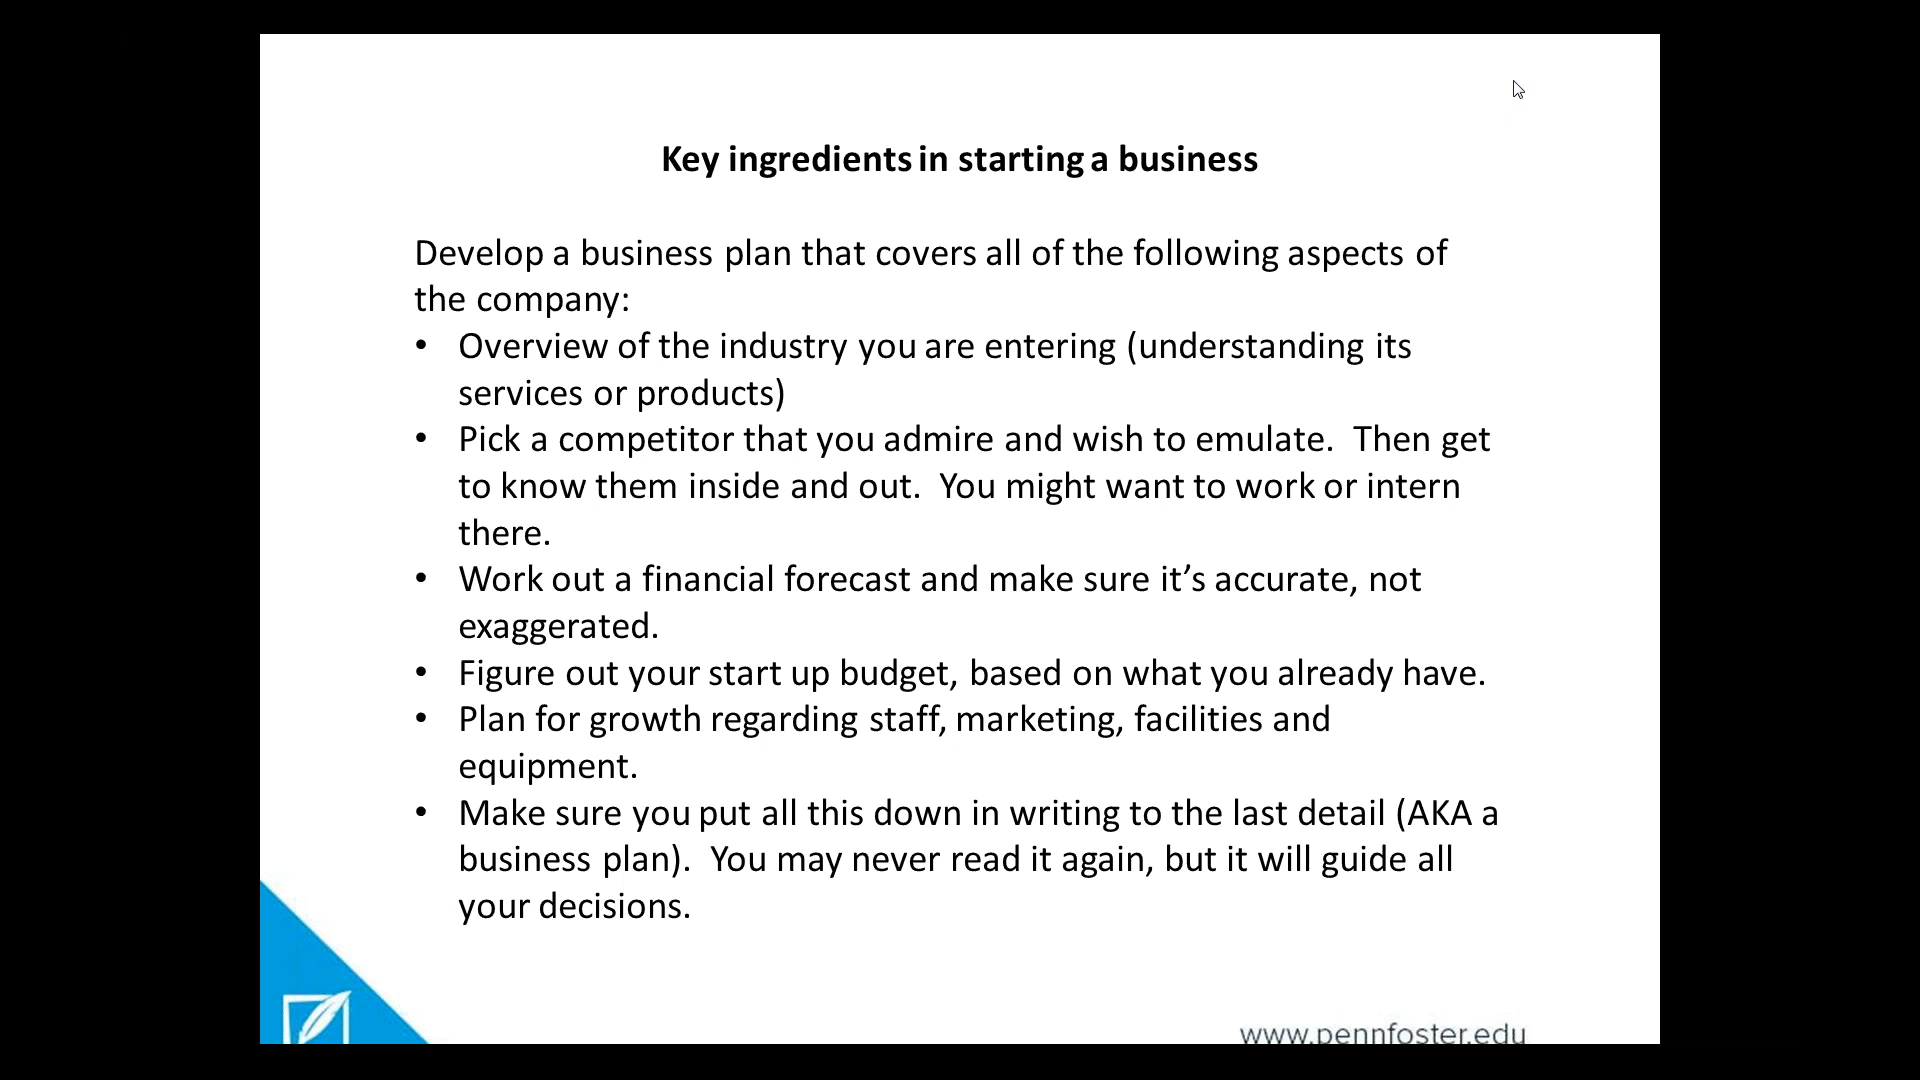 Key ingredients in starting a business
Develop a business plan that covers all of the following aspects of
the company:
• Overview of the industry you are entering (understanding its
services or products)
• Pick a competitor that you admire and wish to emulate.  Then get
to know them inside and out.  You might want to work or intern
there.
• Work out a financial forecast and make sure it’s accurate, not
exaggerated.
• Figure out your start up budget, based on what you already have.
• Plan for growth regarding staff, marketing, facilities and
equipment.
• Make sure you put all this down in writing to the last detail (AKA a
business plan).  You may never read it again, but it will guide all
your decisions.
www.pennfoster.edu